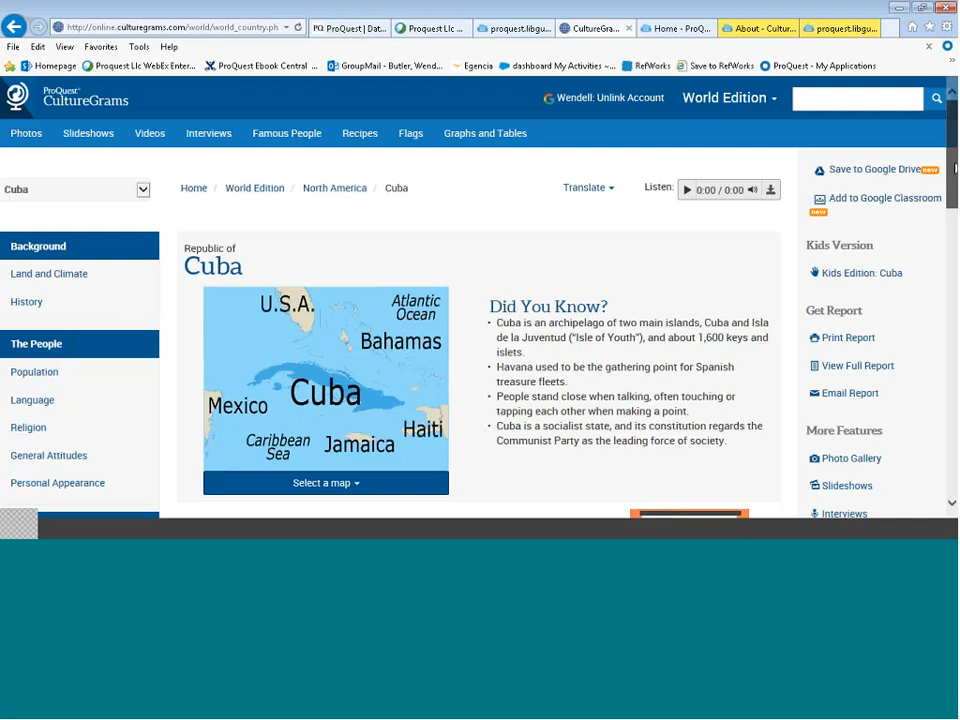 http://online.culturegrams.com/world/world_country.ph
ProQuest | Dat...
Proquest Llc ...
proquest.libgu...
CultureGra...
Home - ProQ...
About - Cultur...
proquest.libgu...
File Edit View Favorites Tools Help
Homepage
Proquest Llc WebEx Enter...
ProQuest Ebook Central ...
GroupMail - Butler, Wend...
Egencia
dashboard My Activities ~...
RefWorks
Save to RefWorks
ProQuest - My Applications
ProQuest
CultureGrams
Wendell: Unlink Account
World Edition
Photos Slideshows Videos Interviews Famous People Recipes Flags Graphs and Tables
Cuba
Home / World Edition / North America / Cuba
Translate
Listen:
0:00 / 0:00
Save to Google Drive new
Add to Google Classroom
new
Background
Land and Climate
History
The People
Population
Language
Religion
General Attitudes
Personal Appearance
Republic of
Cuba
U.S.A.
Atlantic
Ocean
Bahamas
Cuba
Mexico
Haiti
Caribbean
Sea
Jamaica
Select a map
Did You Know?
• Cuba is an archipelago of two main islands, Cuba and Isla
de la Juventud (“Isle of Youth”), and about 1,600 keys and
islets.
• Havana used to be the gathering point for Spanish
treasure fleets.
• People stand close when talking, often touching or
tapping each other when making a point.
• Cuba is a socialist state, and its constitution regards the
Communist Party as the leading force of society.
Kids Version
Kids Edition: Cuba
Get Report
Print Report
View Full Report
Email Report
More Features
Photo Gallery
Slideshows
Interviews